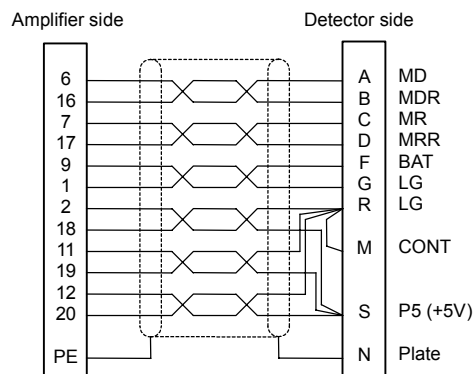 Amplifier side Detector side
6 A MD
16 B MDR
7 C MR
17 D MRR
9 F BAT
1 G LG
2 R LG
18
11 M CONT
19
12
20 S P5 (+5V)
PE N Plate